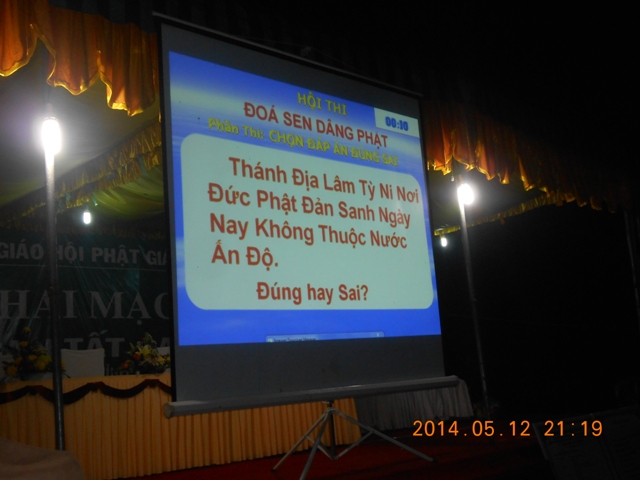 HỘI THI
ĐOÁ SEN DÂNG PHẬT
00:10
Phần Thi: CHỌN ĐÁP ÁN ĐÚNG SAI
Thánh Địa Lâm Tỳ Ni Nơi
Đức Phật Đản Sanh Ngày
Nay Không Thuộc Nước
Ấn Độ.
Đúng hay Sai?
GIÁO HỘI PHẬT
HAI MẠC
TẤT
2014.05.12 21:19